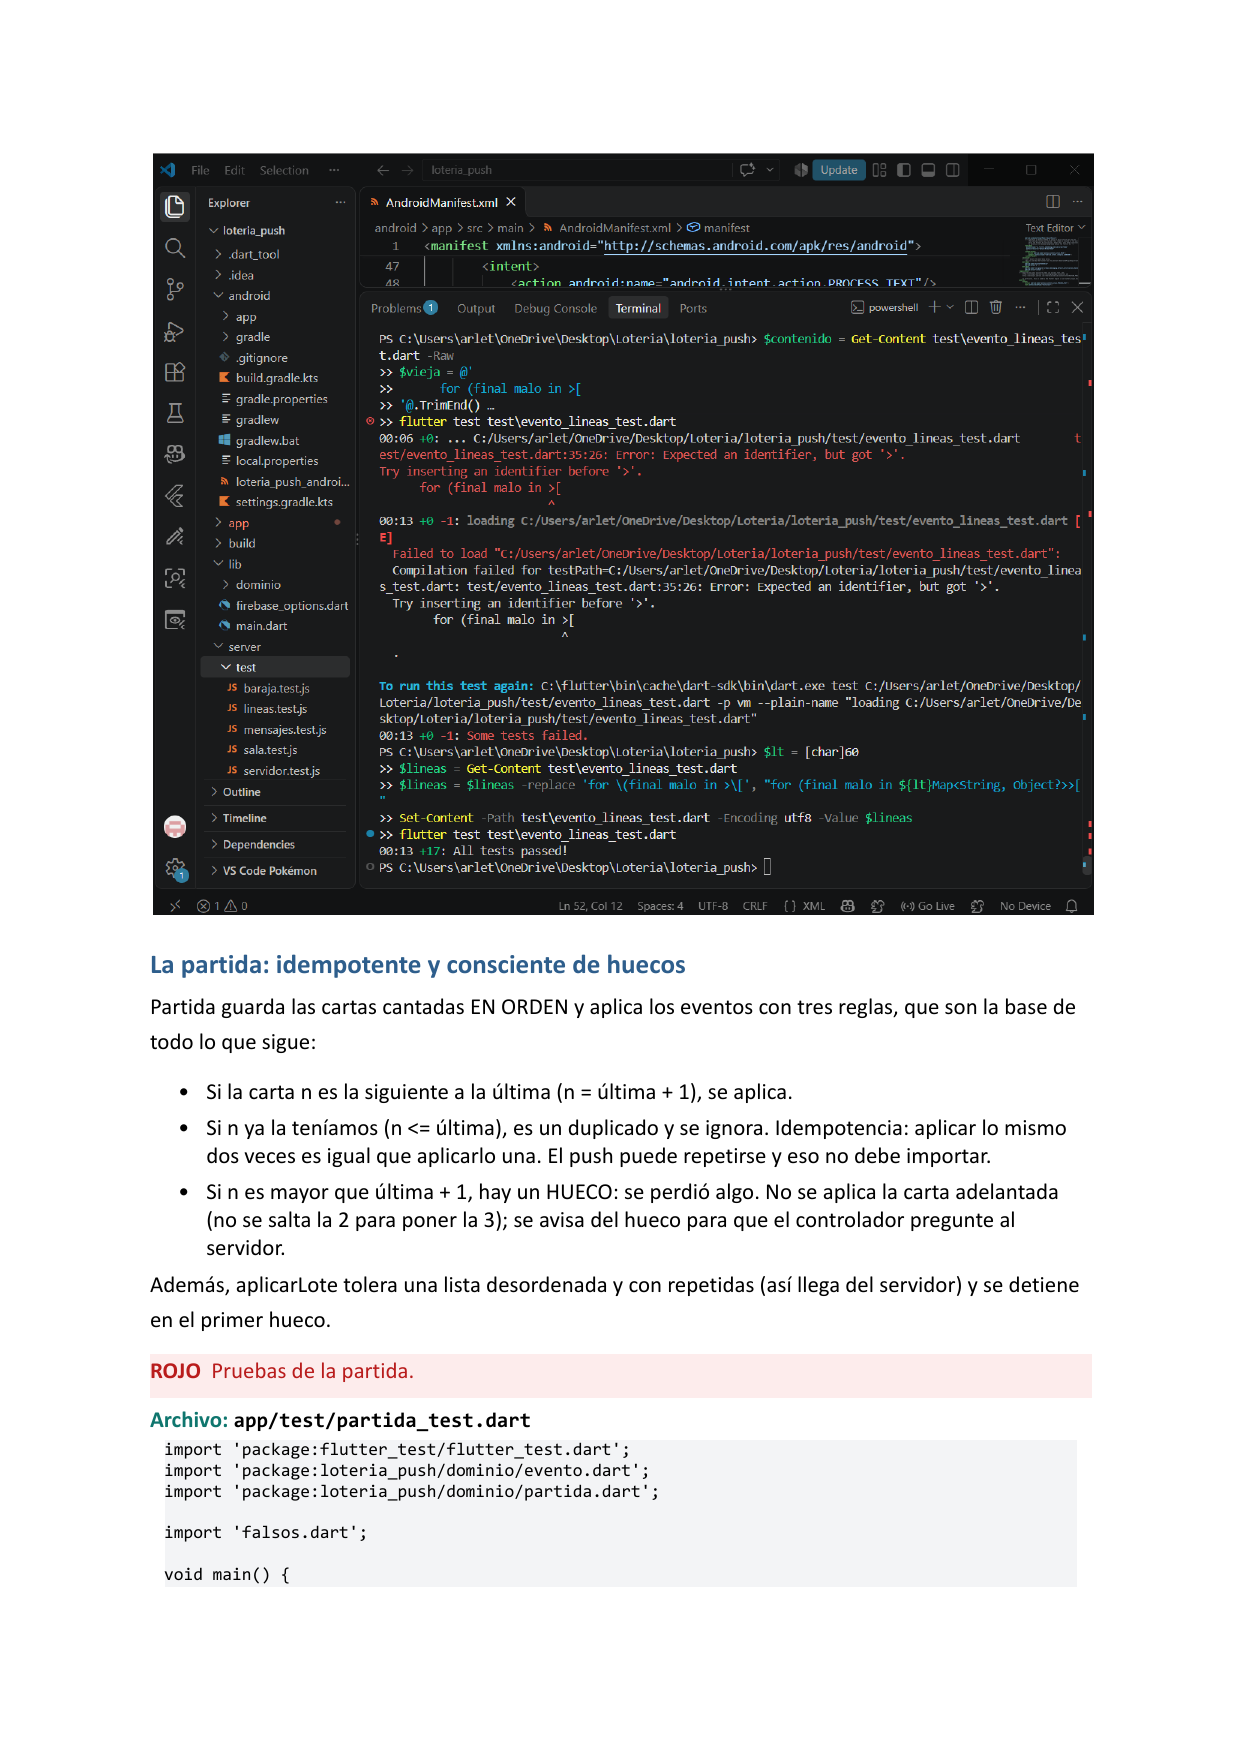 File Edit Selection ··· loteria_push Update
Explorer ···
loteria_push
.dart_tool
.idea
android
app
gradle
.gitignore
build.gradle.kts
gradle.properties
gradlew
gradlew.bat
local.properties
loteria_push_androi...
settings.gradle.kts
app
build
lib
dominio
firebase_options.dart
main.dart
server
test
JS baraja.test.js
JS lineas.test.js
JS mensajes.test.js
JS sala.test.js
JS servidor.test.js
Outline
Timeline
Dependencies
VS Code Pokémon
AndroidManifest.xml
android > app > src > main > AndroidManifest.xml > manifest Text Editor
1 <manifest xmlns:android="http://schemas.android.com/apk/res/android">
47 <intent>
48 <action android:name="android.intent.action.PROCESS_TEXT"/>
Problems 1 Output Debug Console Terminal Ports powershell
PS C:\Users\arlet\OneDrive\Desktop\Loteria\loteria_push> $contenido = Get-Content test\evento_lineas_tes
t.dart -Raw
>> $vieja = @'
>> for (final malo in >[
>> '@.TrimEnd() …
>> flutter test test\evento_lineas_test.dart
00:06 +0: ... C:/Users/arlet/OneDrive/Desktop/Loteria/loteria_push/test/evento_lineas_test.dart t
est/evento_lineas_test.dart:35:26: Error: Expected an identifier, but got '>'.
Try inserting an identifier before '>'.
for (final malo in >[
^
00:13 +0 -1: loading C:/Users/arlet/OneDrive/Desktop/Loteria/loteria_push/test/evento_lineas_test.dart [
E]
Failed to load "C:/Users/arlet/OneDrive/Desktop/Loteria/loteria_push/test/evento_lineas_test.dart":
Compilation failed for testPath=C:/Users/arlet/OneDrive/Desktop/Loteria/loteria_push/test/evento_linea
s_test.dart: test/evento_lineas_test.dart:35:26: Error: Expected an identifier, but got '>'.
Try inserting an identifier before '>'.
for (final malo in >[
^
.
To run this test again: C:\flutter\bin\cache\dart-sdk\bin\dart.exe test C:/Users/arlet/OneDrive/Desktop/
Loteria/loteria_push/test/evento_lineas_test.dart -p vm --plain-name "loading C:/Users/arlet/OneDrive/De
sktop/Loteria/loteria_push/test/evento_lineas_test.dart"
00:13 +0 -1: Some tests failed.
PS C:\Users\arlet\OneDrive\Desktop\Loteria\loteria_push> $lt = [char]60
>> $lineas = Get-Content test\evento_lineas_test.dart
>> $lineas = $lineas -replace 'for \(final malo in >\[', "for (final malo in ${lt}Map<String, Object?>>[
"
>> Set-Content -Path test\evento_lineas_test.dart -Encoding utf8 -Value $lineas
>> flutter test test\evento_lineas_test.dart
00:13 +17: All tests passed!
PS C:\Users\arlet\OneDrive\Desktop\Loteria\loteria_push>
1 0 Ln 52, Col 12 Spaces: 4 UTF-8 CRLF { } XML Go Live No Device
La partida: idempotente y consciente de huecos
Partida guarda las cartas cantadas EN ORDEN y aplica los eventos con tres reglas, que son la base de
todo lo que sigue:
• Si la carta n es la siguiente a la última (n = última + 1), se aplica.
• Si n ya la teníamos (n <= última), es un duplicado y se ignora. Idempotencia: aplicar lo mismo
dos veces es igual que aplicarlo una. El push puede repetirse y eso no debe importar.
• Si n es mayor que última + 1, hay un HUECO: se perdió algo. No se aplica la carta adelantada
(no se salta la 2 para poner la 3); se avisa del hueco para que el controlador pregunte al
servidor.
Además, aplicarLote tolera una lista desordenada y con repetidas (así llega del servidor) y se detiene
en el primer hueco.
ROJO Pruebas de la partida.
Archivo: app/test/partida_test.dart
import 'package:flutter_test/flutter_test.dart';
import 'package:loteria_push/dominio/evento.dart';
import 'package:loteria_push/dominio/partida.dart';
import 'falsos.dart';
void main() {